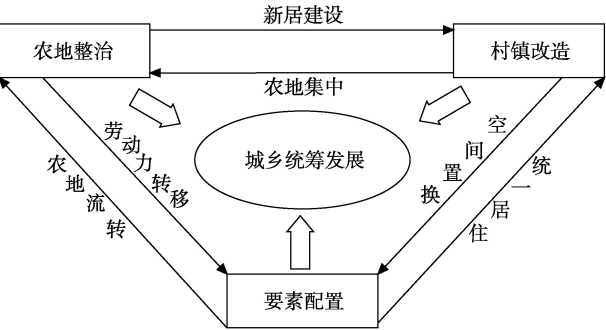 新居建设
农地整治
村镇改造
农地集中
城乡统筹发展
劳动力转移
农地流转
空间置换
统一居住
要素配置